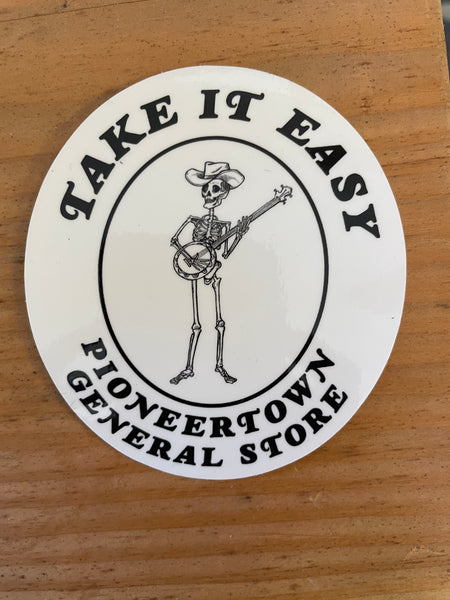 TAKE IT EASY
PIONEERTOWN
GENERAL STORE